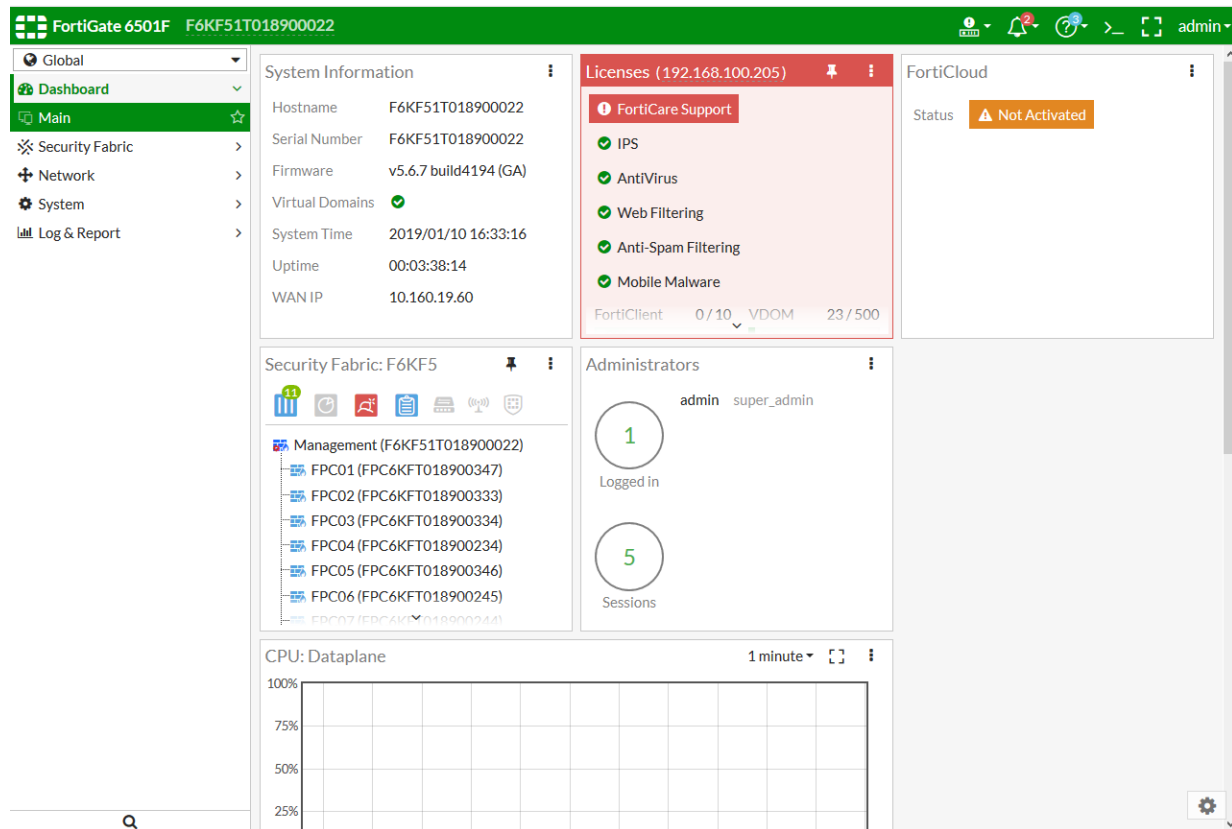 FortiGate 6501F F6KF51T018900022
2 3 >_ admin
Global
Dashboard
Main
Security Fabric
Network
System
Log & Report
System Information
Hostname F6KF51T018900022
Serial Number F6KF51T018900022
Firmware v5.6.7 build4194 (GA)
Virtual Domains
System Time 2019/01/10 16:33:16
Uptime 00:03:38:14
WAN IP 10.160.19.60
Licenses (192.168.100.205)
FortiCare Support
IPS
AntiVirus
Web Filtering
Anti-Spam Filtering
Mobile Malware
FortiClient 0 / 10 VDOM 23 / 500
FortiCloud
Status Not Activated
Security Fabric: F6KF5
11
Management (F6KF51T018900022)
FPC01 (FPC6KFT018900347)
FPC02 (FPC6KFT018900333)
FPC03 (FPC6KFT018900334)
FPC04 (FPC6KFT018900234)
FPC05 (FPC6KFT018900346)
FPC06 (FPC6KFT018900245)
FPC07 (FPC6KFT018900244)
Administrators
admin super_admin
1
Logged in
5
Sessions
CPU: Dataplane 1 minute
100%
75%
50%
25%